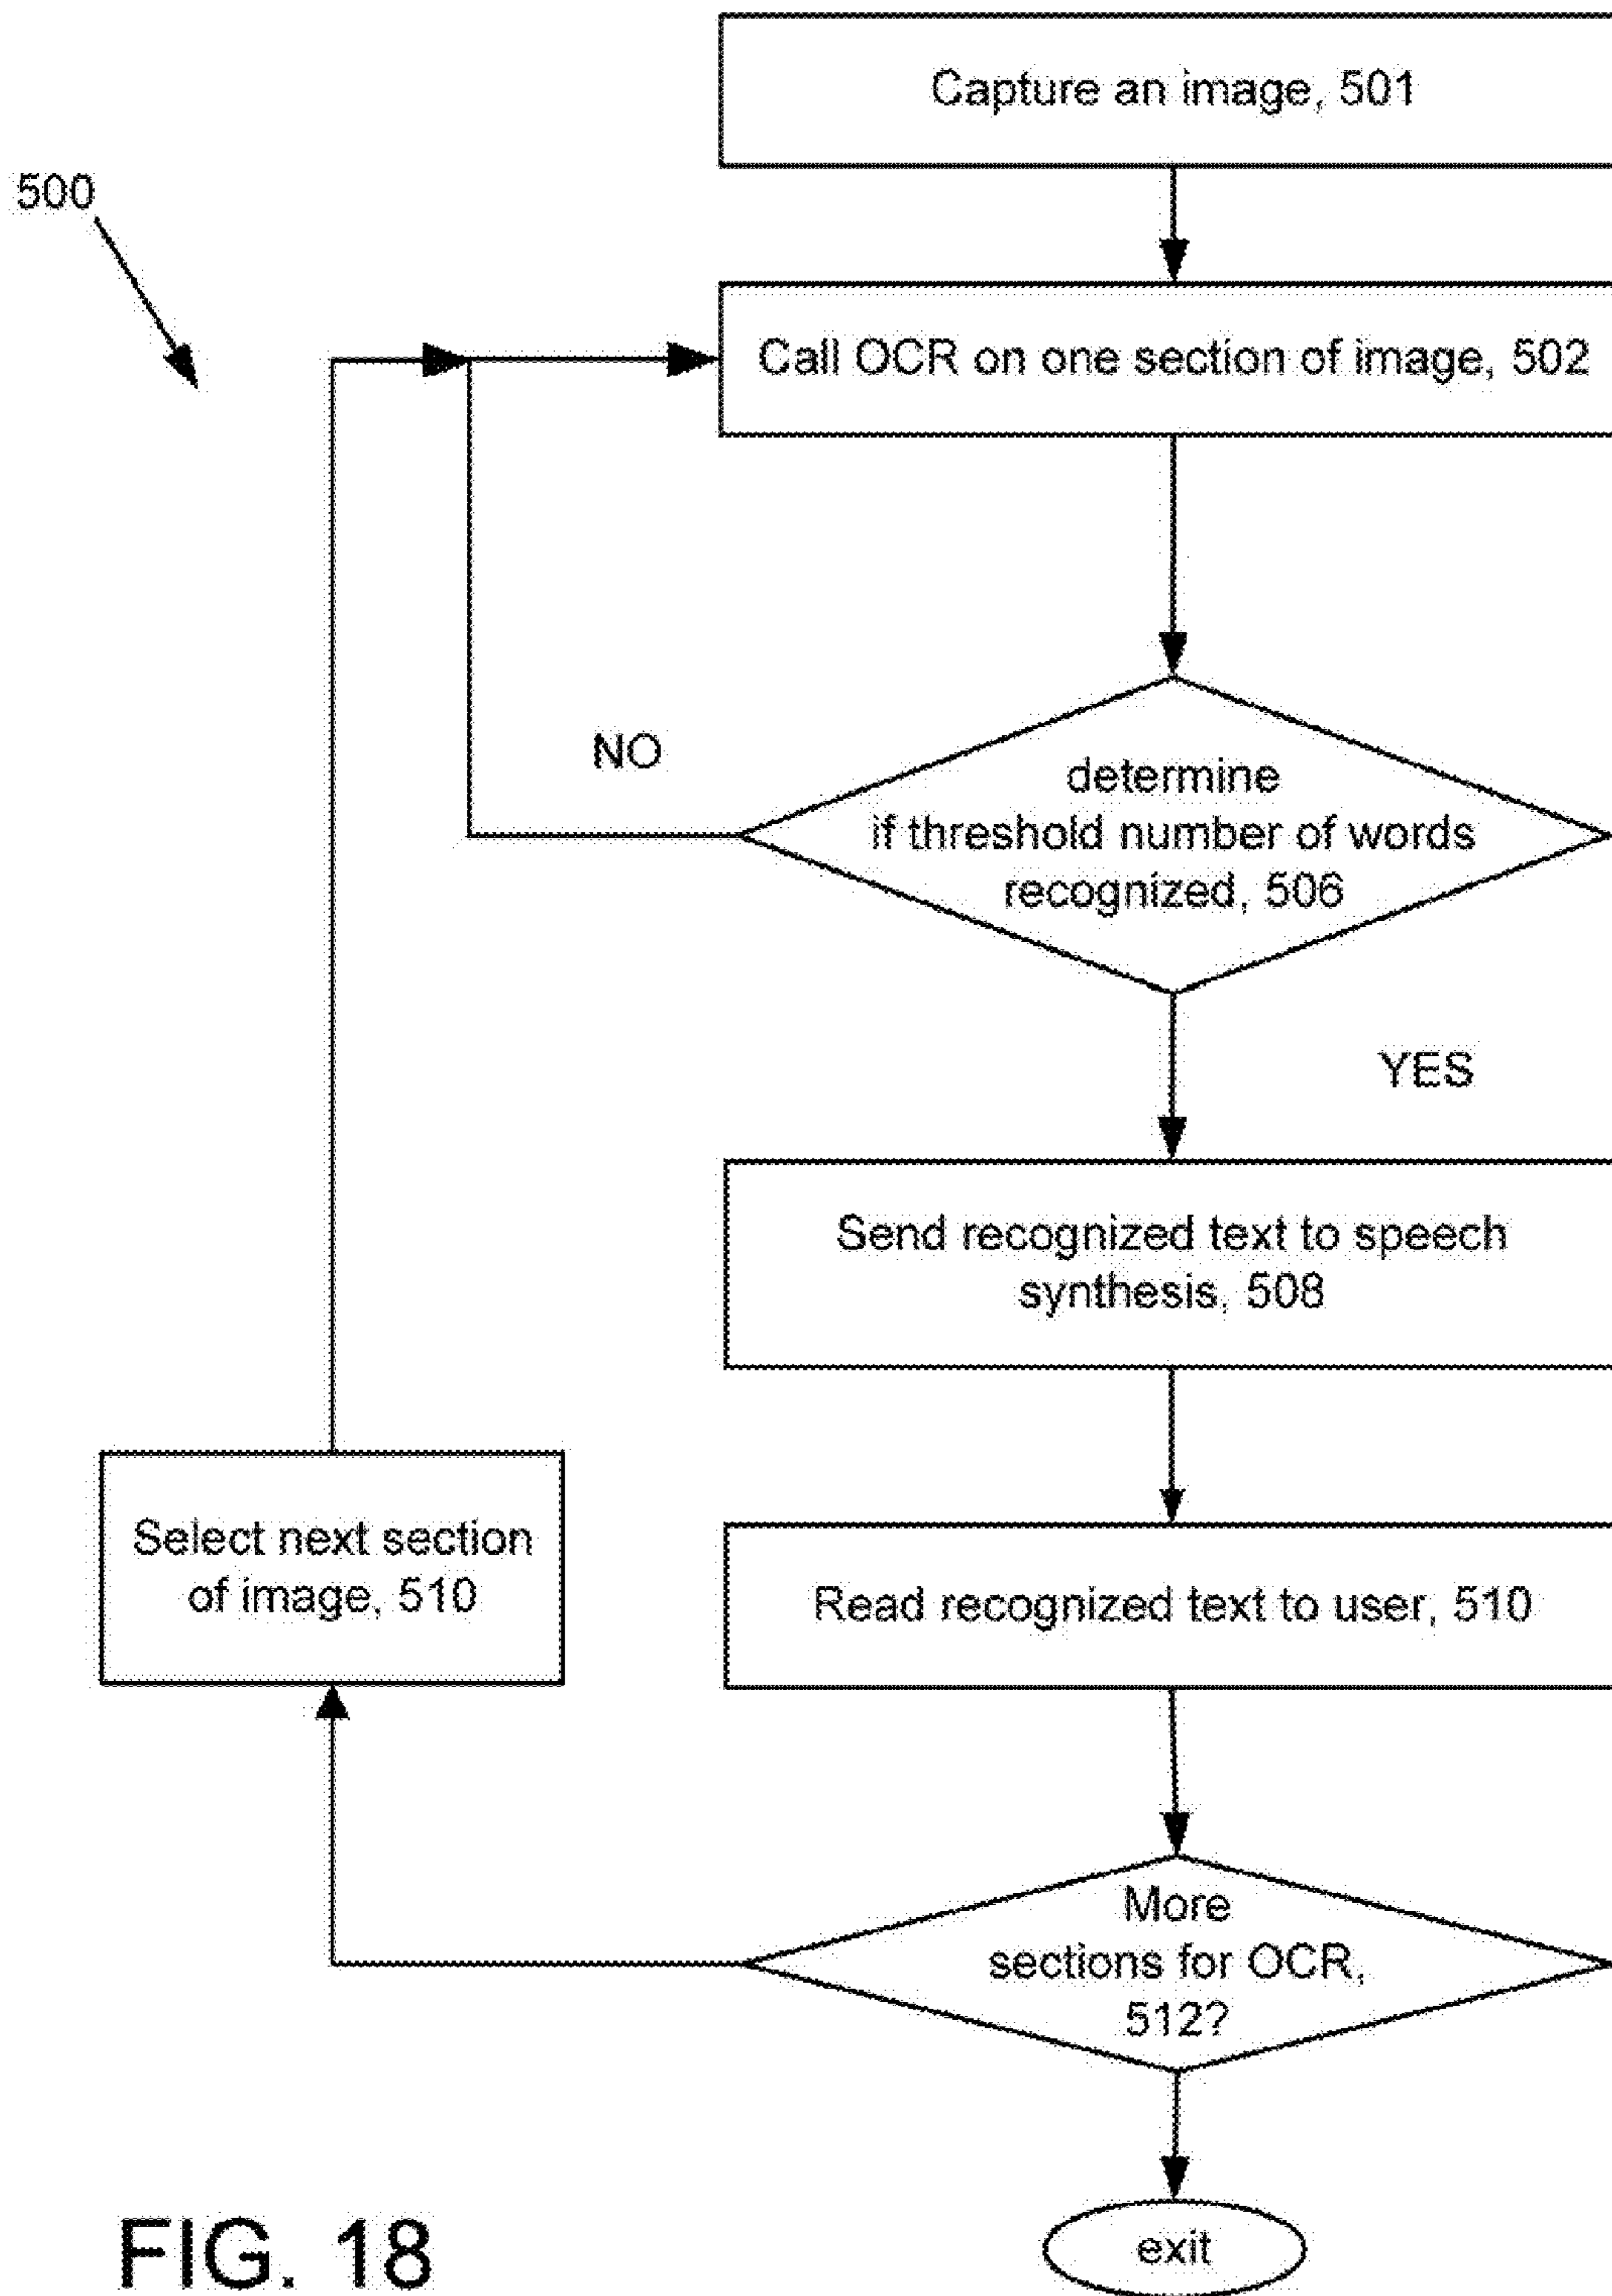 Capture an image, 501
500
Call OCR on one section of image, 502
NO
determine
if threshold number of words
recognized, 506
YES
Send recognized text to speech
synthesis, 508
Select next section
of image, 510
Read recognized text to user, 510
More
sections for OCR,
512?
exit
FIG. 18